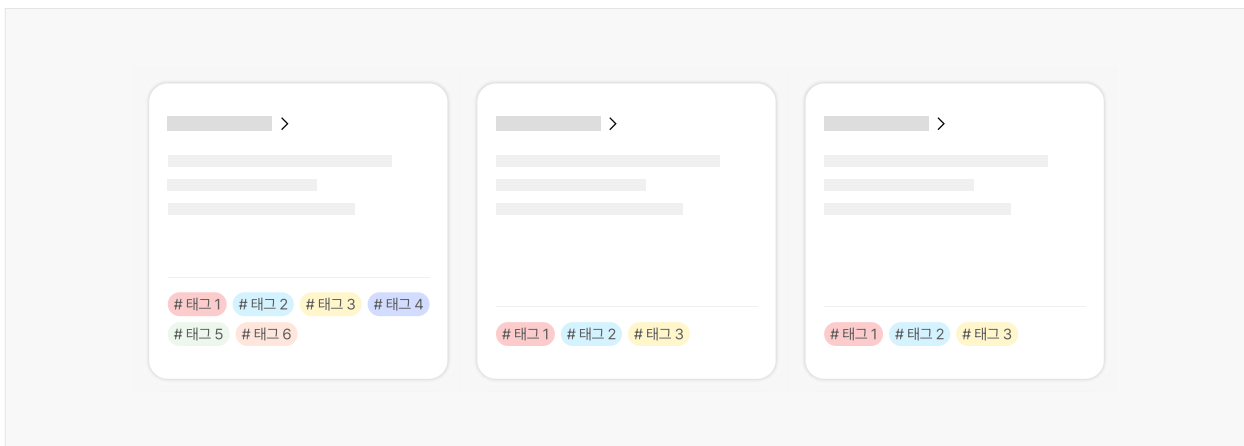 # 태그 1 # 태그 2 # 태그 3 # 태그 4
# 태그 5 # 태그 6
# 태그 1 # 태그 2 # 태그 3
# 태그 1 # 태그 2 # 태그 3